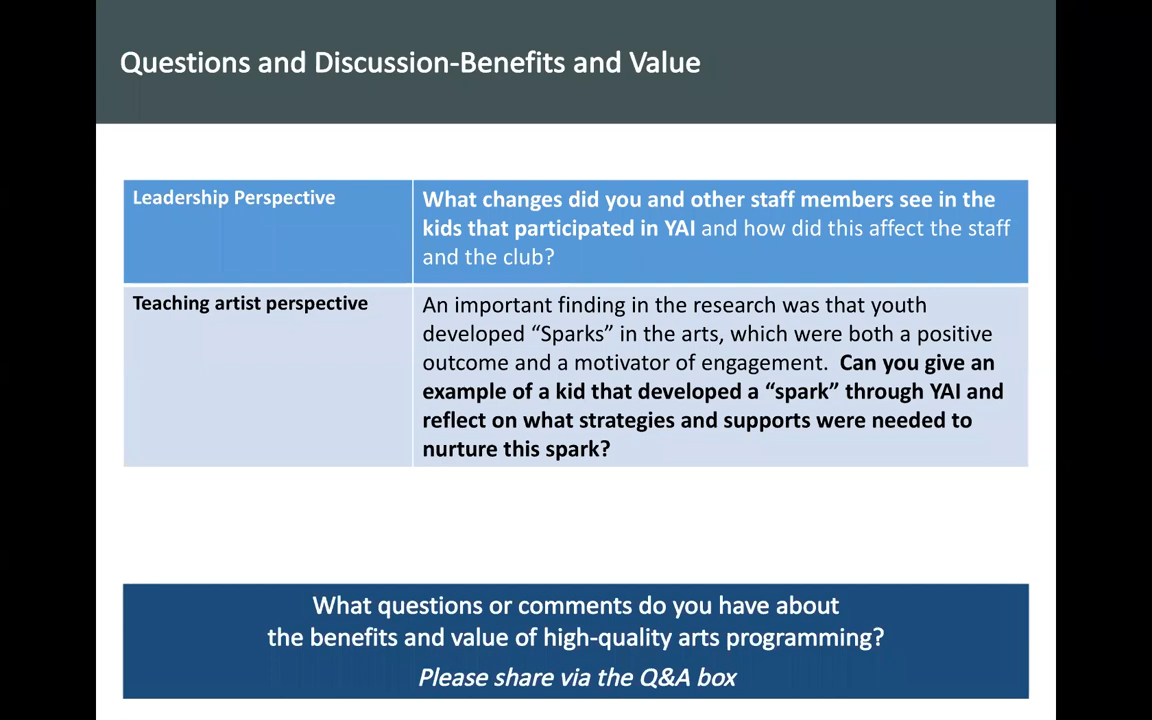 Questions and Discussion-Benefits and Value
Leadership Perspective
What changes did you and other staff members see in the
kids that participated in YAI and how did this affect the staff
and the club?
Teaching artist perspective
An important finding in the research was that youth
developed “Sparks” in the arts, which were both a positive
outcome and a motivator of engagement.  Can you give an
example of a kid that developed a “spark” through YAI and
reflect on what strategies and supports were needed to
nurture this spark?
What questions or comments do you have about
the benefits and value of high-quality arts programming?
Please share via the Q&A box